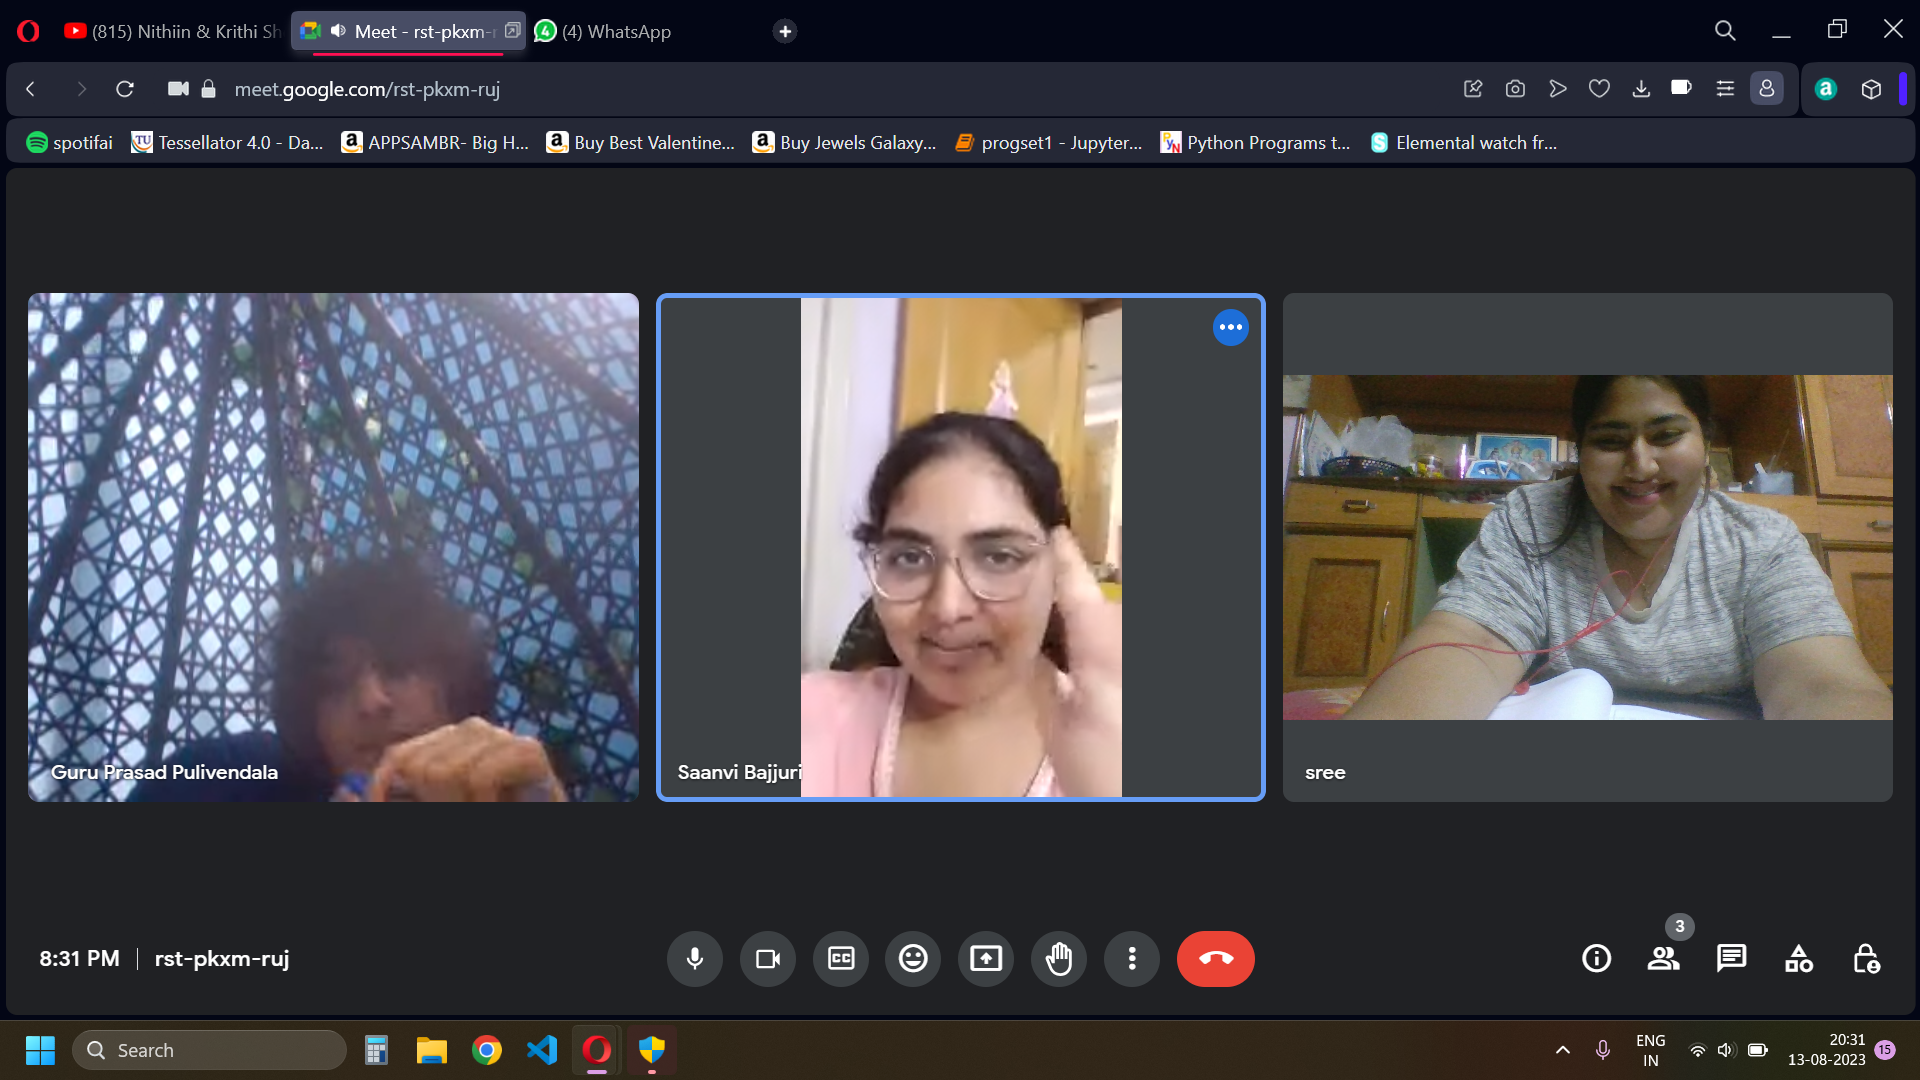 (815) Nithiin & Krithi Sh
Meet - rst-pkxm-r
4
(4) WhatsApp
meet.google.com/rst-pkxm-ruj
a
spotifai
TU
Tessellator 4.0 - Da...
a
APPSAMBR- Big H...
a
Buy Best Valentine...
a
Buy Jewels Galaxy...
progset1 - Jupyter...
Python Programs t...
S
Elemental watch fr...
Guru Prasad Pulivendala
Saanvi Bajjuri
sree
8:31 PM
rst-pkxm-ruj
CC
3
Search
ENG
IN
20:31
13-08-2023
15